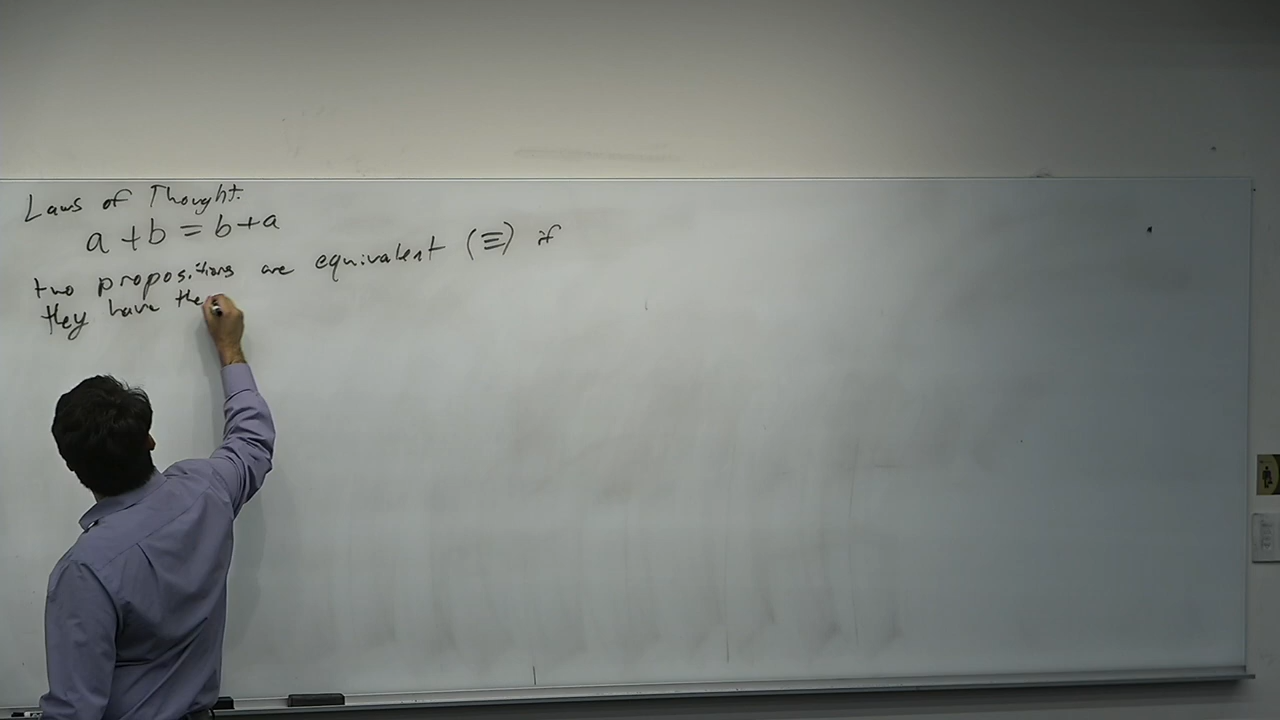 Laws of Thought.
a + b = b + a
two propositions are equivalent (≡) if
they have the